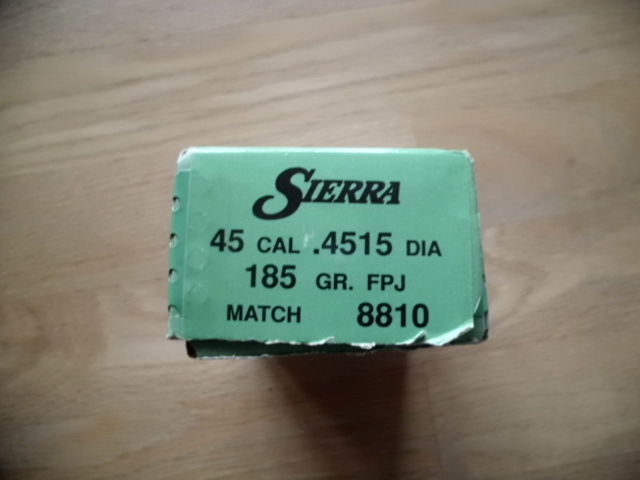 SIERRA
45 CAL .4515 DIA
185 GR. FPJ
MATCH 8810